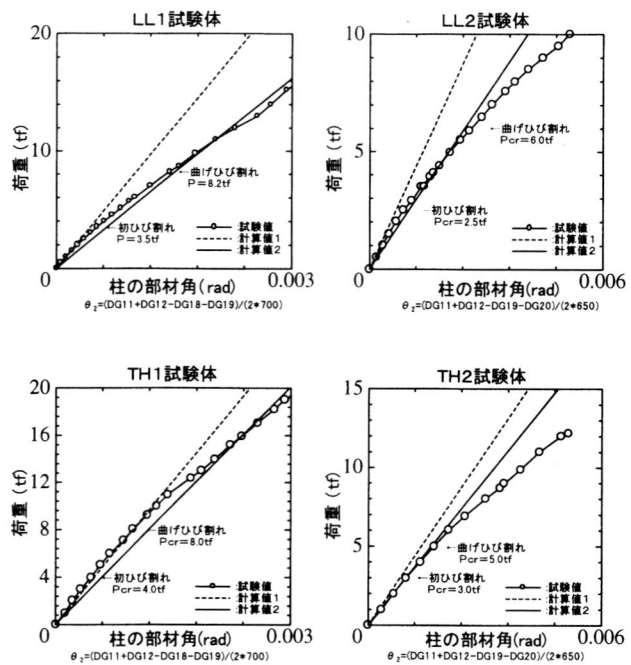 LL1試験体
20
10
0
荷重 (tf)
曲げひび割れ
P=8.2tf
初ひび割れ
P=3.5tf
試験値
計算値1
計算値2
0.003
柱の部材角(rad)
θ2=(DG11+DG12-DG18-DG19)/(2*700)
LL2試験体
10
5
0
荷重 (tf)
曲げひび割れ
Pcr=6.0tf
初ひび割れ
Pcr=2.5tf
試験値
計算値1
計算値2
0.006
柱の部材角(rad)
θ2=(DG11+DG12-DG19-DG20)/(2*650)
TH1試験体
20
16
12
8
4
0
荷重 (tf)
曲げひび割れ
Pcr=8.0tf
初ひび割れ
Pcr=4.0tf
試験値
計算値1
計算値2
0.003
柱の部材角(rad)
θ2=(DG11+DG12-DG18-DG19)/(2*700)
TH2試験体
15
10
5
0
荷重 (tf)
曲げひび割れ
Pcr=5.0tf
初ひび割れ
Pcr=3.0tf
試験値
計算値1
計算値2
0.006
柱の部材角(rad)
θ2=(DG11+DG12-DG19-DG20)/(2*650)